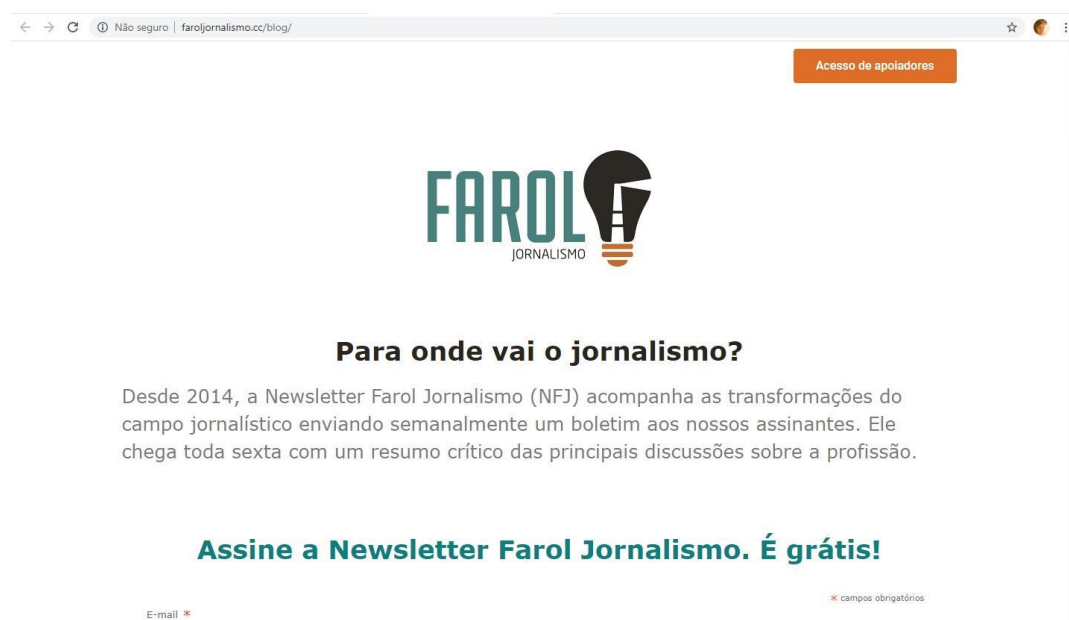 Não seguro | faroljornalismo.cc/blog/
Acesso de apoiadores
FAROL
JORNALISMO
Para onde vai o jornalismo?
Desde 2014, a Newsletter Farol Jornalismo (NFJ) acompanha as transformações do
campo jornalístico enviando semanalmente um boletim aos nossos assinantes. Ele
chega toda sexta com um resumo crítico das principais discussões sobre a profissão.
Assine a Newsletter Farol Jornalismo. É grátis!
* campos obrigatórios
E-mail *